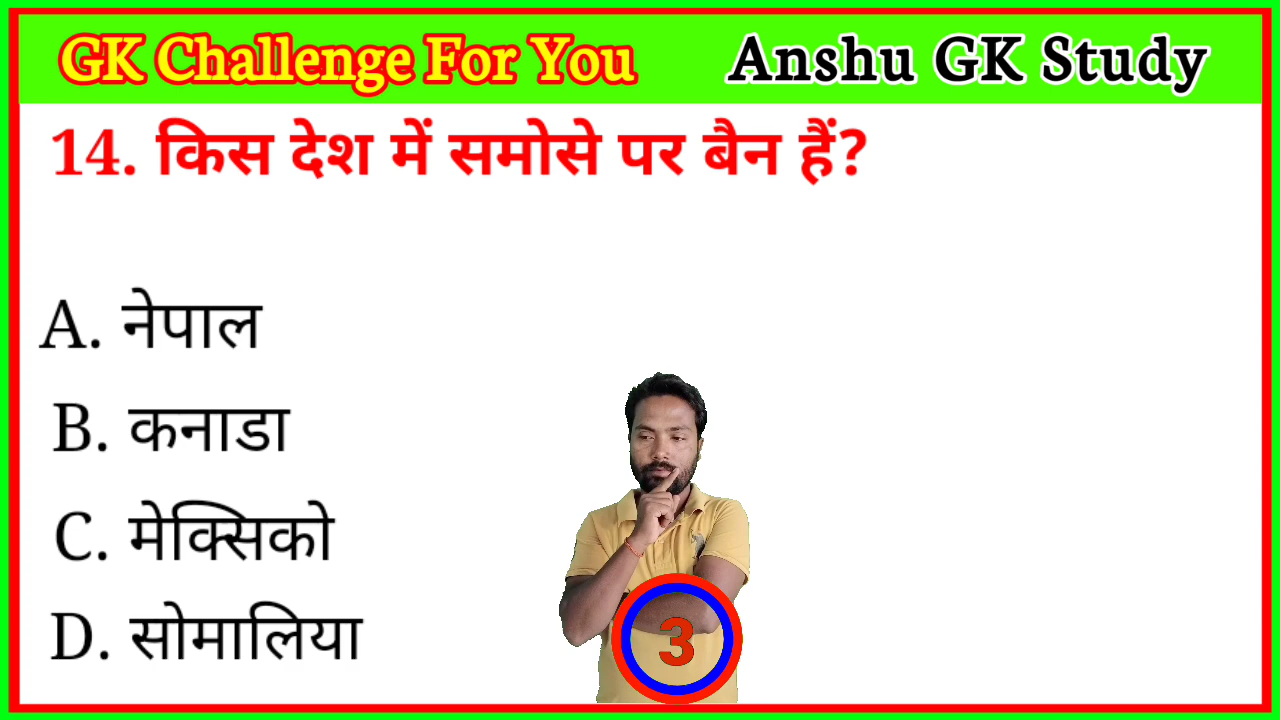 GK Challenge For You Anshu GK Study
14. किस देश में समोसे पर बैन हैं?
A. नेपाल
B. कनाडा
C. मेक्सिको
D. सोमालिया
3